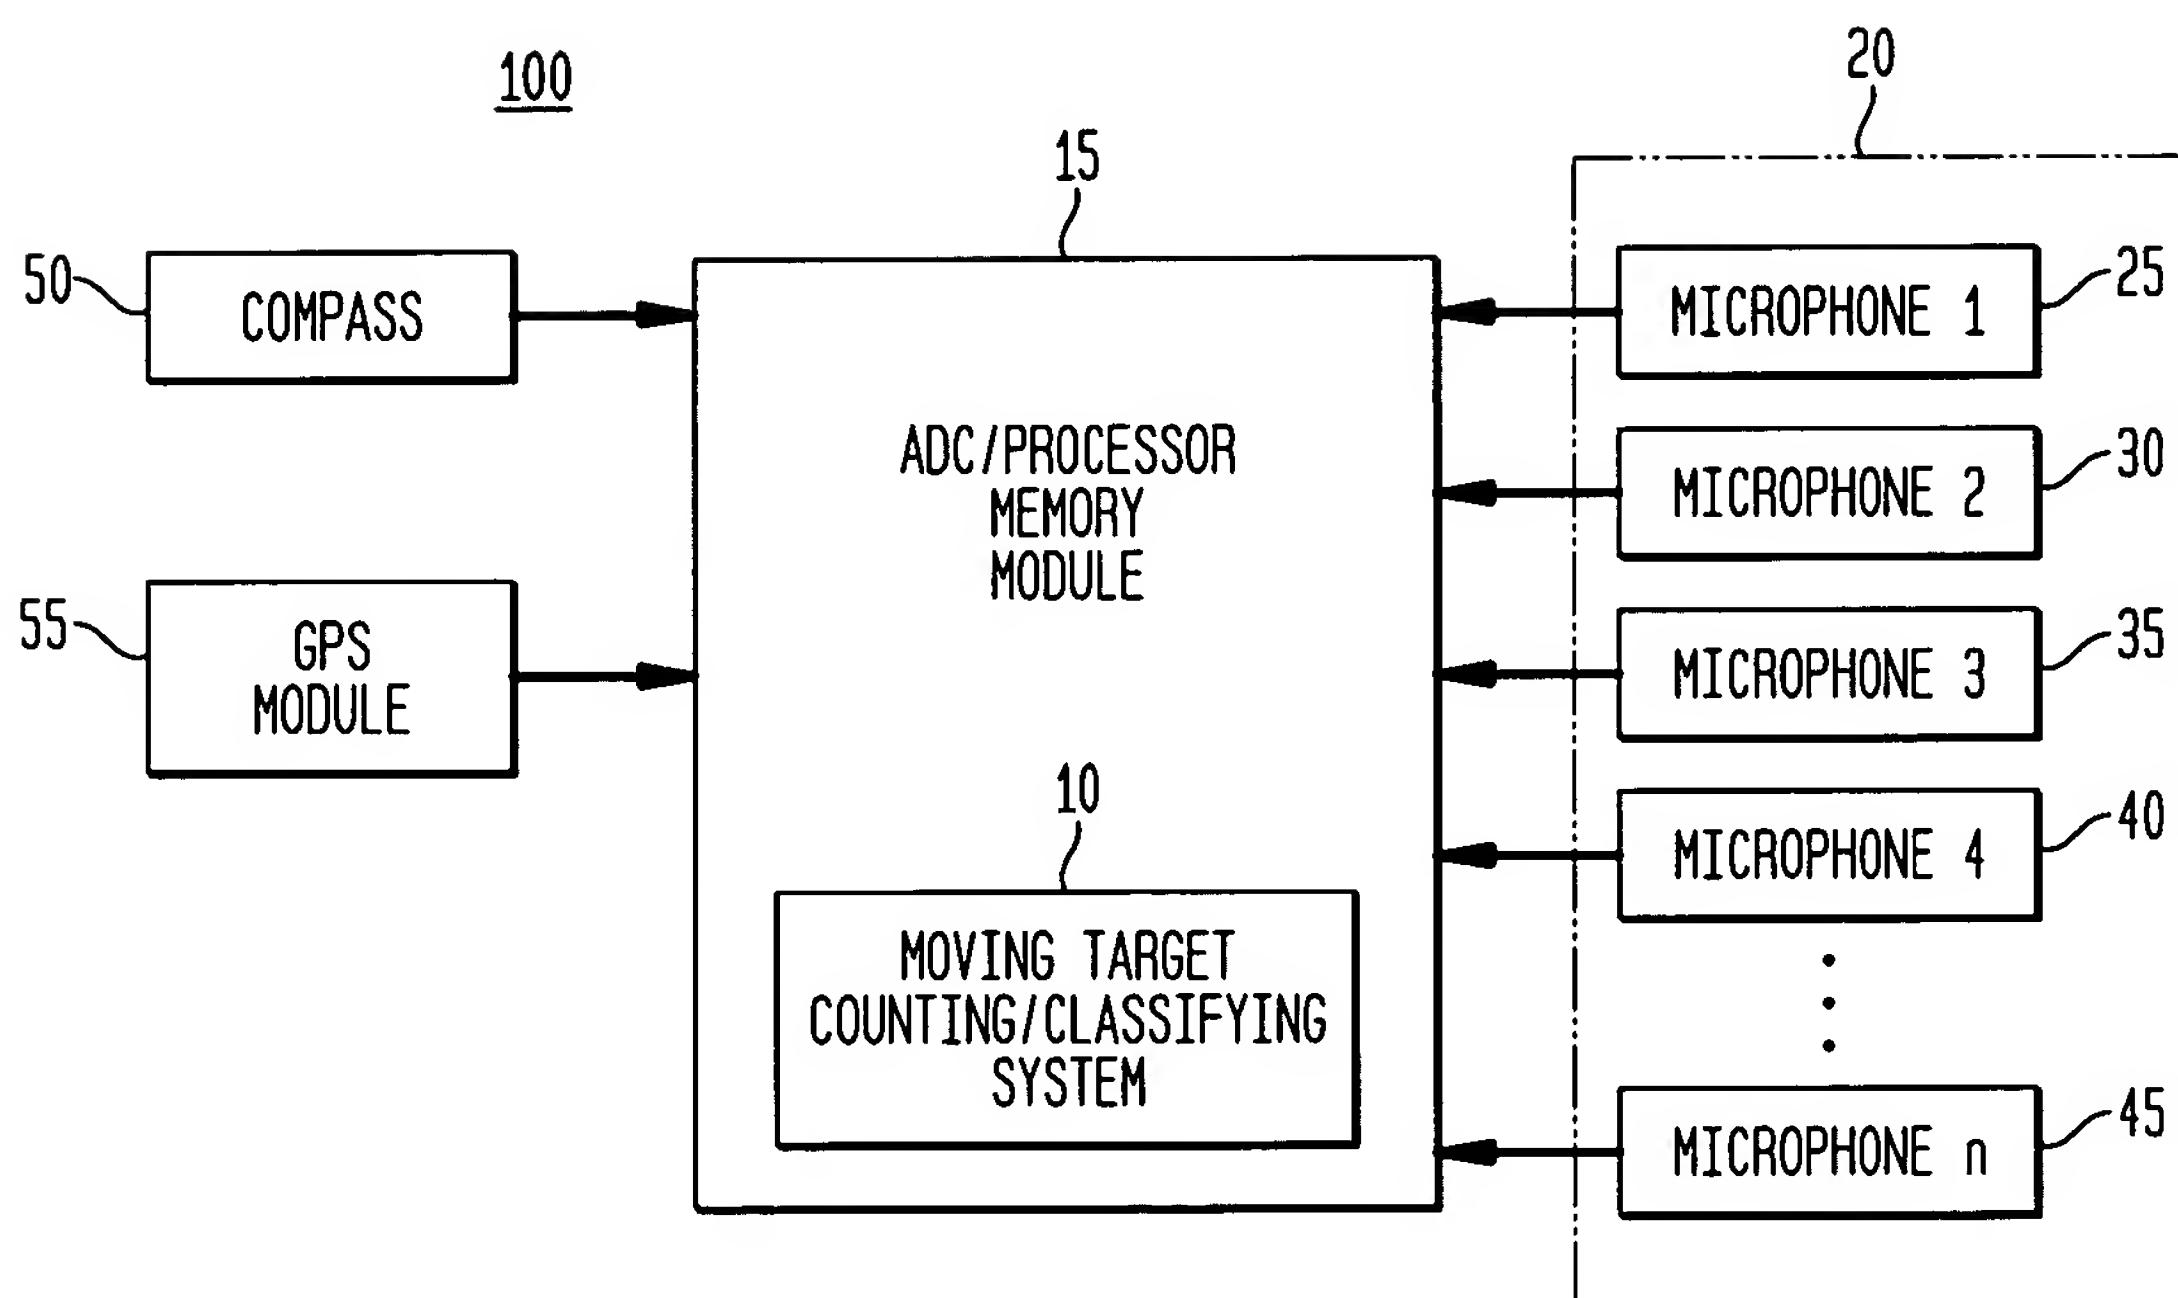 100
20
15
50
COMPASS
MICROPHONE 1
25
ADC/PROCESSOR
MEMORY
MODULE
MICROPHONE 2
30
55
GPS
MODULE
MICROPHONE 3
35
10
MICROPHONE 4
40
MOVING TARGET
COUNTING/CLASSIFYING
SYSTEM
MICROPHONE n
45